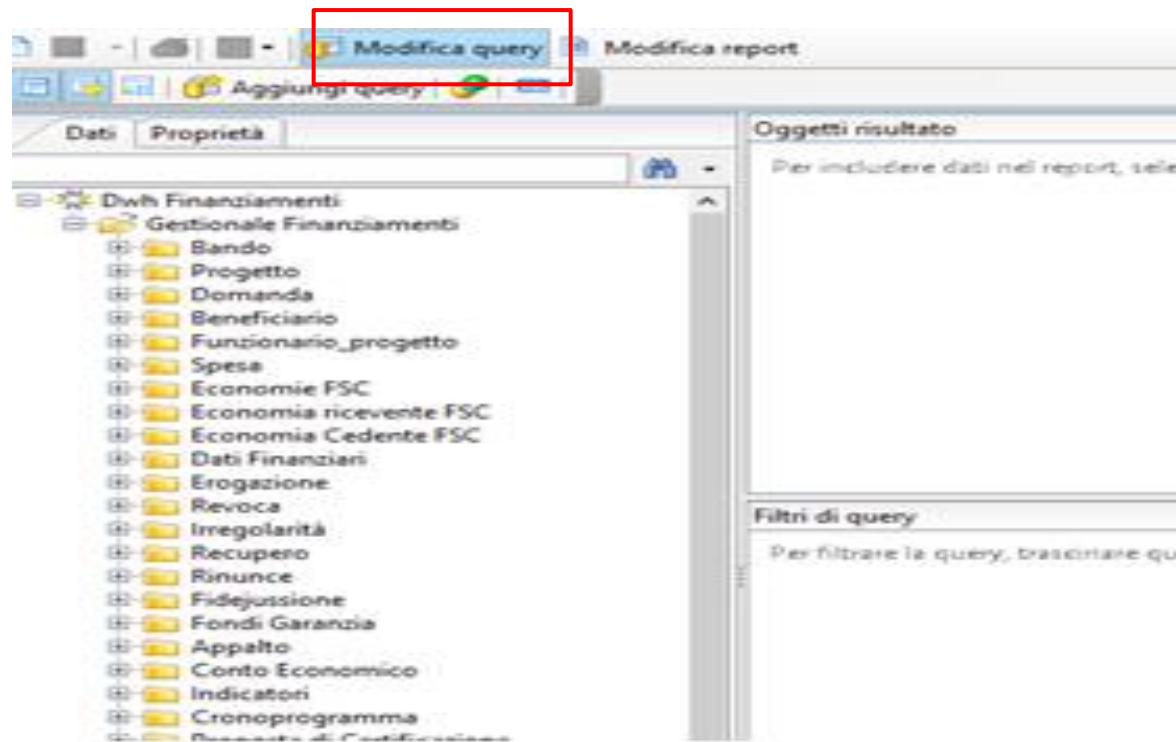 Modifica query Modifica report
Aggiungi query
Dati Proprietà
Oggetti risultato
Per includere dati nel report, sele
Dwh Finanziamenti
Gestionale Finanziamenti
Bando
Progetto
Domanda
Beneficiario
Funzionario_progetto
Spesa
Economie FSC
Economia ricevente FSC
Economia Cedente FSC
Dati Finanziari
Erogazione
Revoca
Irregolarità
Recupero
Rinunce
Fidejussione
Fondi Garanzia
Appalto
Conto Economico
Indicatori
Cronoprogramma
Proposta di Certificazione
Filtri di query
Per filtrare la query, trascinare qu